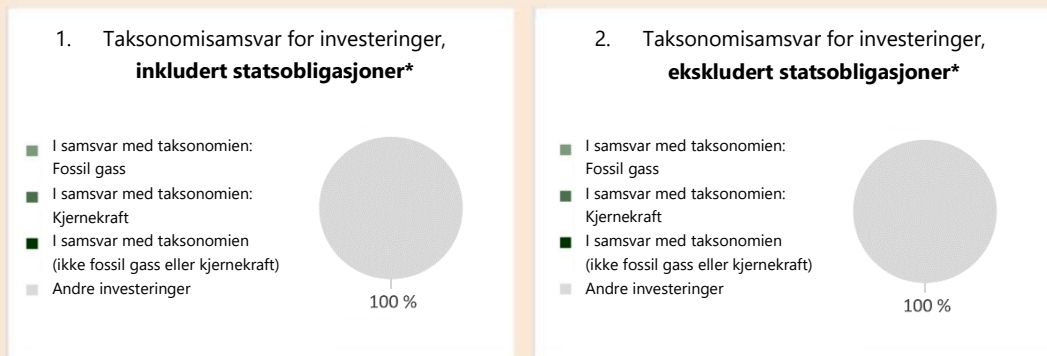 1. Taksonomisamsvar for investeringer,
inkludert statsobligasjoner*
I samsvar med taksonomien:
Fossil gass
I samsvar med taksonomien:
Kjernekraft
I samsvar med taksonomien
(ikke fossil gass eller kjernekraft)
Andre investeringer
100 %
2. Taksonomisamsvar for investeringer,
ekskludert statsobligasjoner*
I samsvar med taksonomien:
Fossil gass
I samsvar med taksonomien:
Kjernekraft
I samsvar med taksonomien
(ikke fossil gass eller kjernekraft)
Andre investeringer
100 %